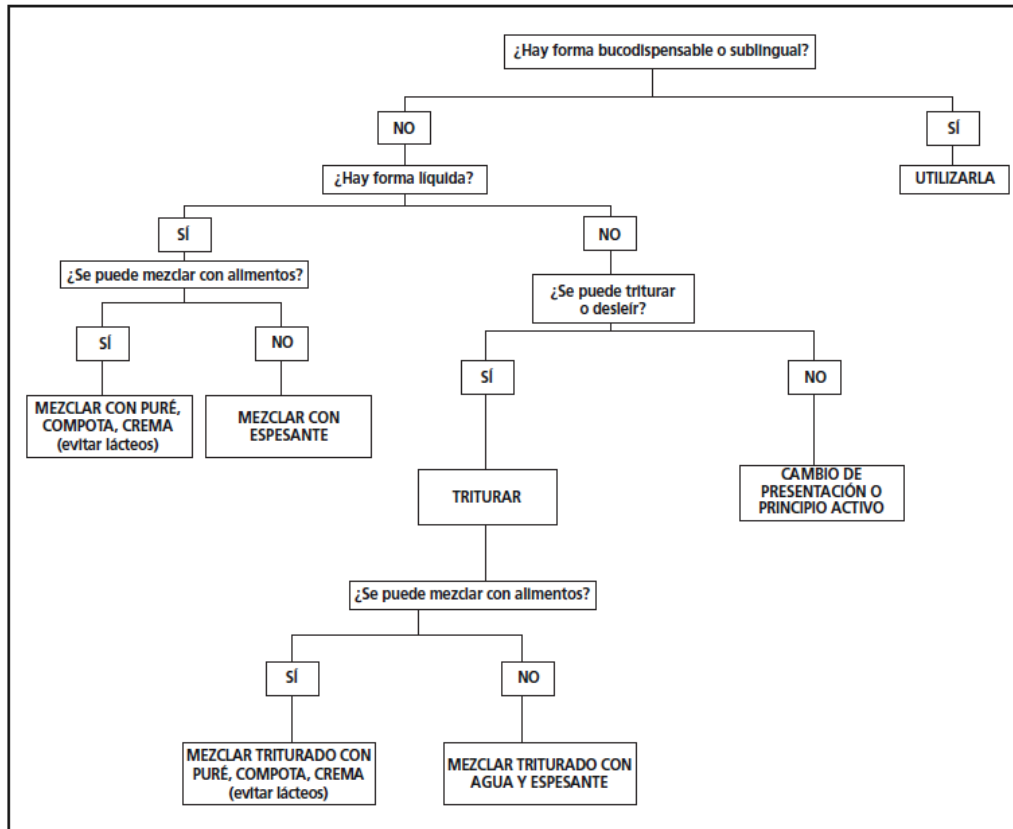 ¿Hay forma bucodispensable o sublingual?
NO
SÍ
¿Hay forma líquida?
UTILIZARLA
SÍ
NO
¿Se puede mezclar con alimentos?
¿Se puede triturar
o desleír?
SÍ
NO
SÍ
NO
MEZCLAR CON PURÉ,
COMPOTA, CREMA
(evitar lácteos)
MEZCLAR CON
ESPESANTE
TRITURAR
CAMBIO DE
PRESENTACIÓN O
PRINCIPIO ACTIVO
¿Se puede mezclar con alimentos?
SÍ
NO
MEZCLAR TRITURADO CON
PURÉ, COMPOTA, CREMA
(evitar lácteos)
MEZCLAR TRITURADO CON
AGUA Y ESPESANTE